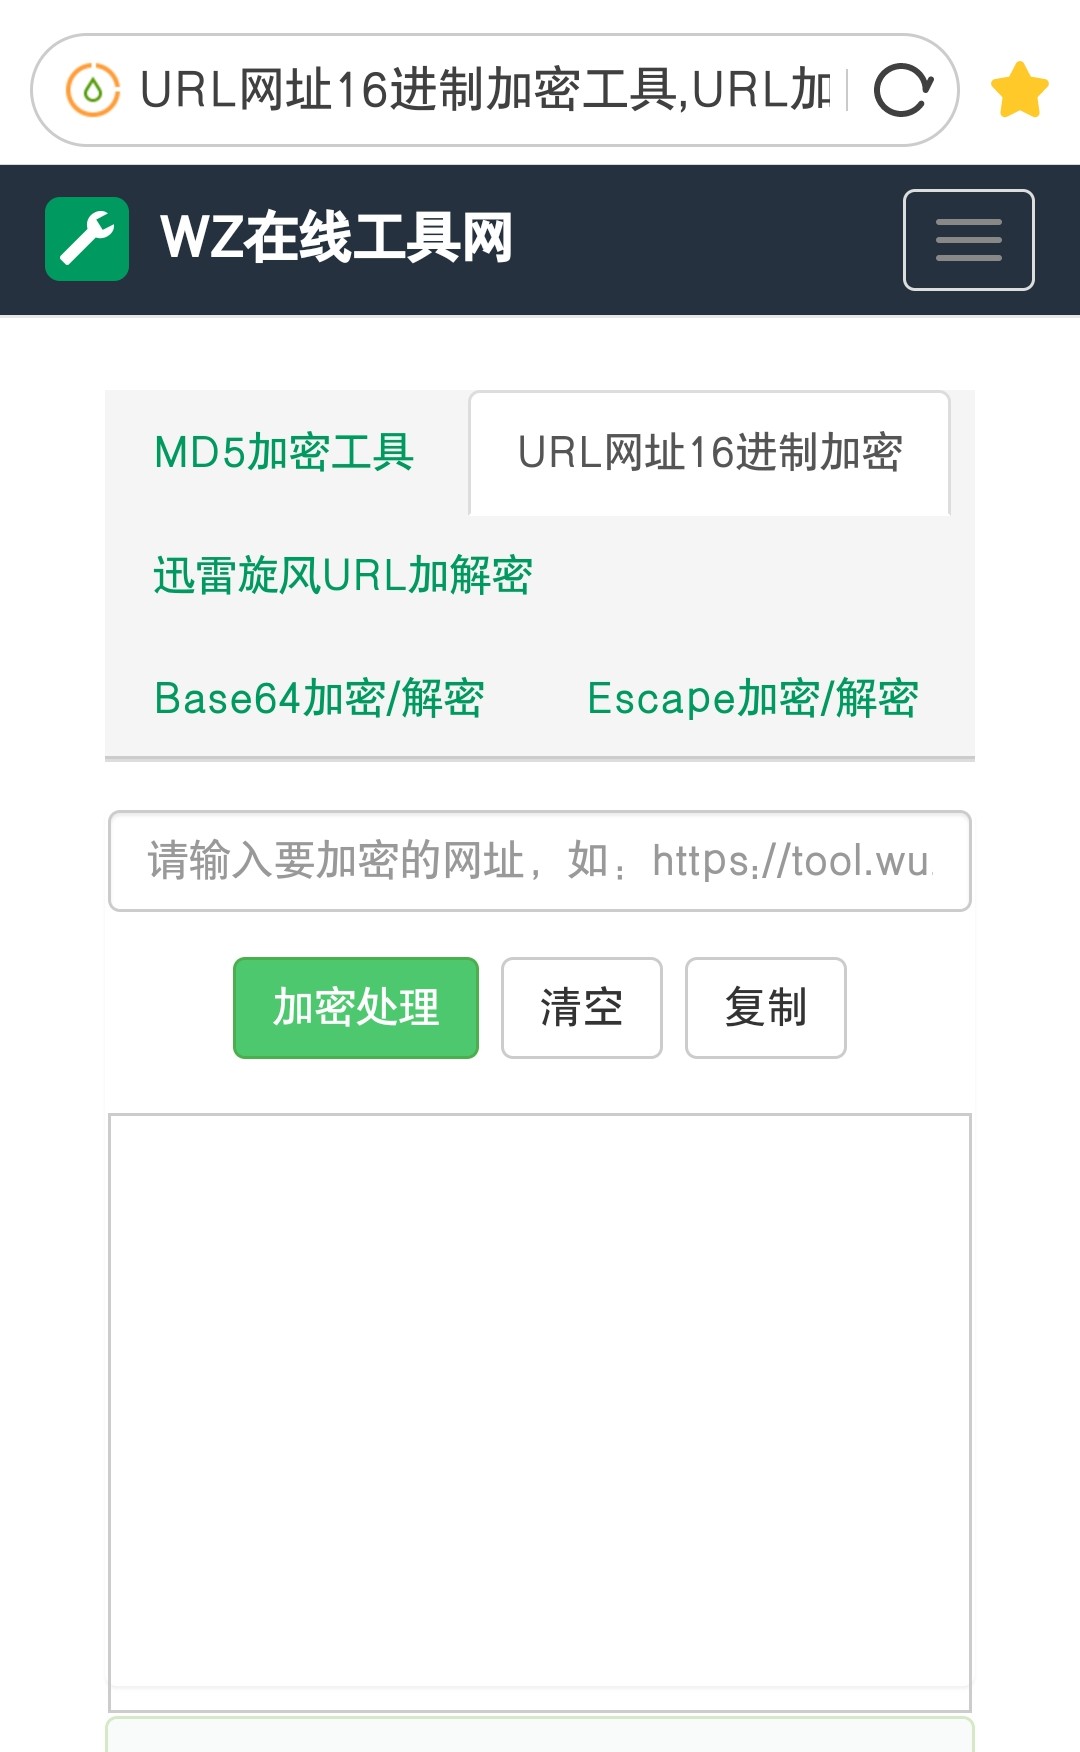 URL网址16进制加密工具,URL加
WZ在线工具网
MD5加密工具
URL网址16进制加密
迅雷旋风URL加解密
Base64加密/解密
Escape加密/解密
请输入要加密的网址，如：https://tool.wu.
加密处理
清空
复制